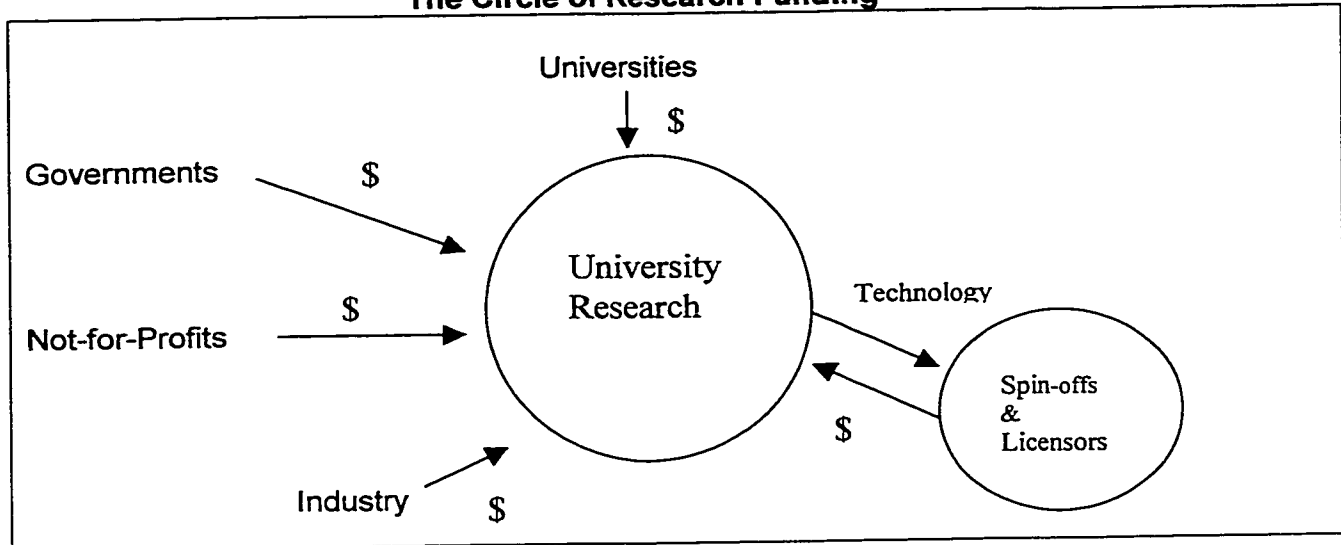 The Circle of Research Funding
Universities
$
Governments
$
University
Research
Technology
$
Not-for-Profits
Spin-offs
&
Licensors
$
Industry
$